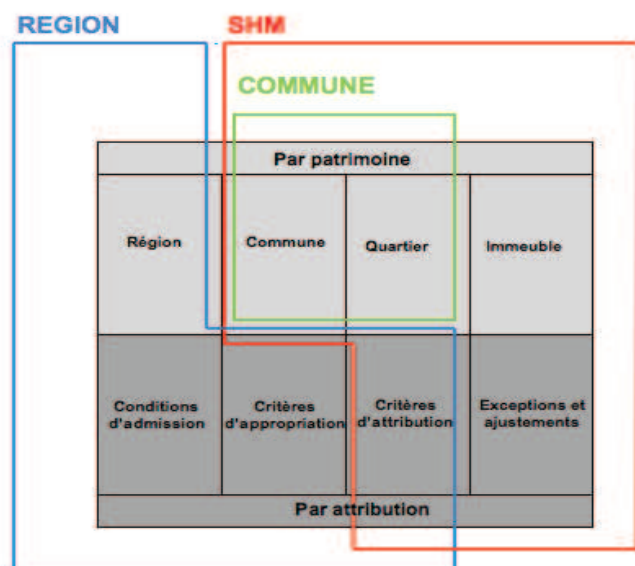 REGION
SHM
COMMUNE
Par patrimoine
Région
Commune
Quartier
Immeuble
Conditions
d'admission
Critères
d'appropriation
Critères
d'attribution
Exceptions et
ajustements
Par attribution